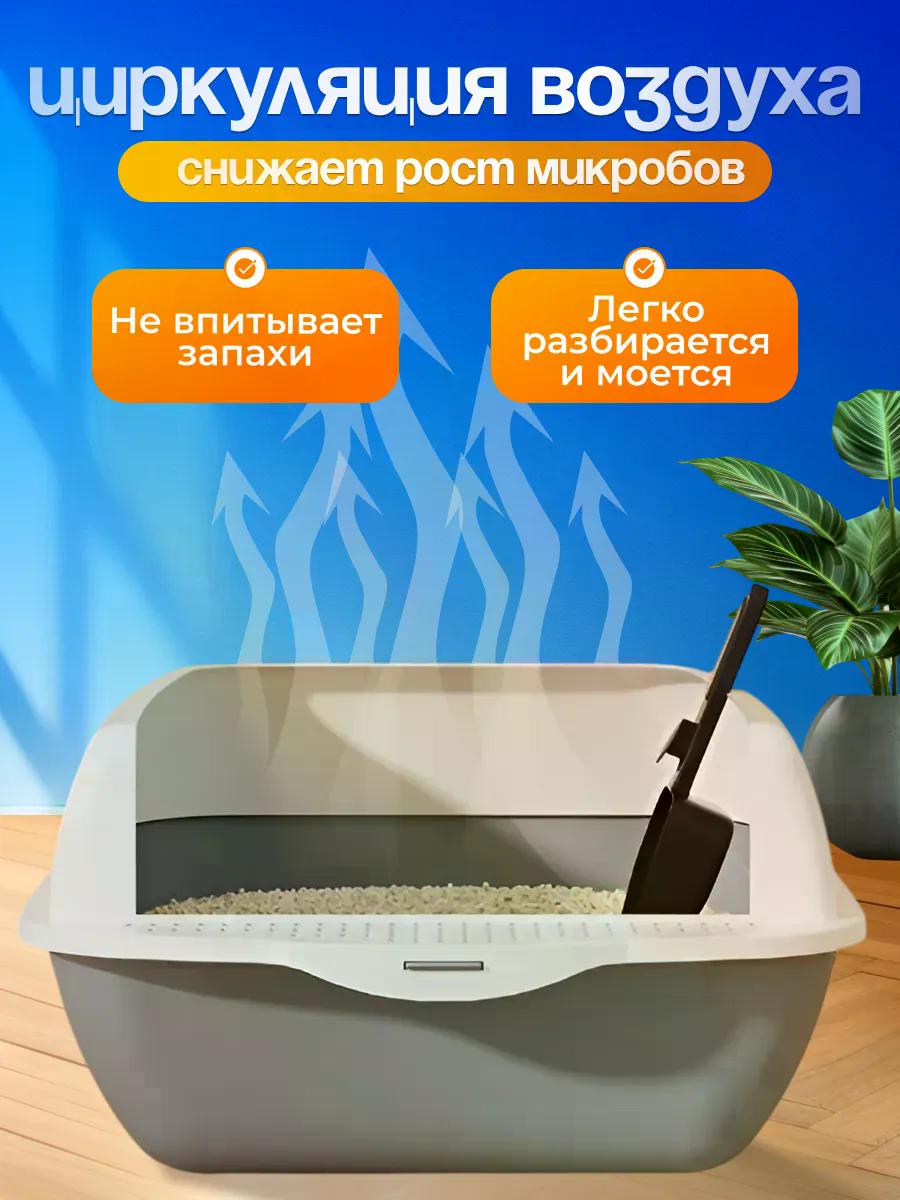 циркуляция воздуха
снижает рост микробов
Не впитывает
запахи
Легко
разбирается
и моется